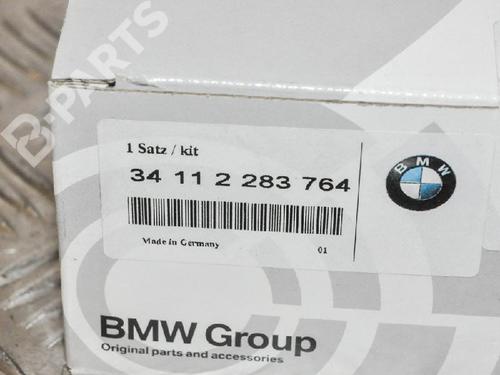 B-PARTS
1 Satz / kit
34 11 2 283 764
BMW
Made in Germany
01
BMW Group
Original parts and accessories